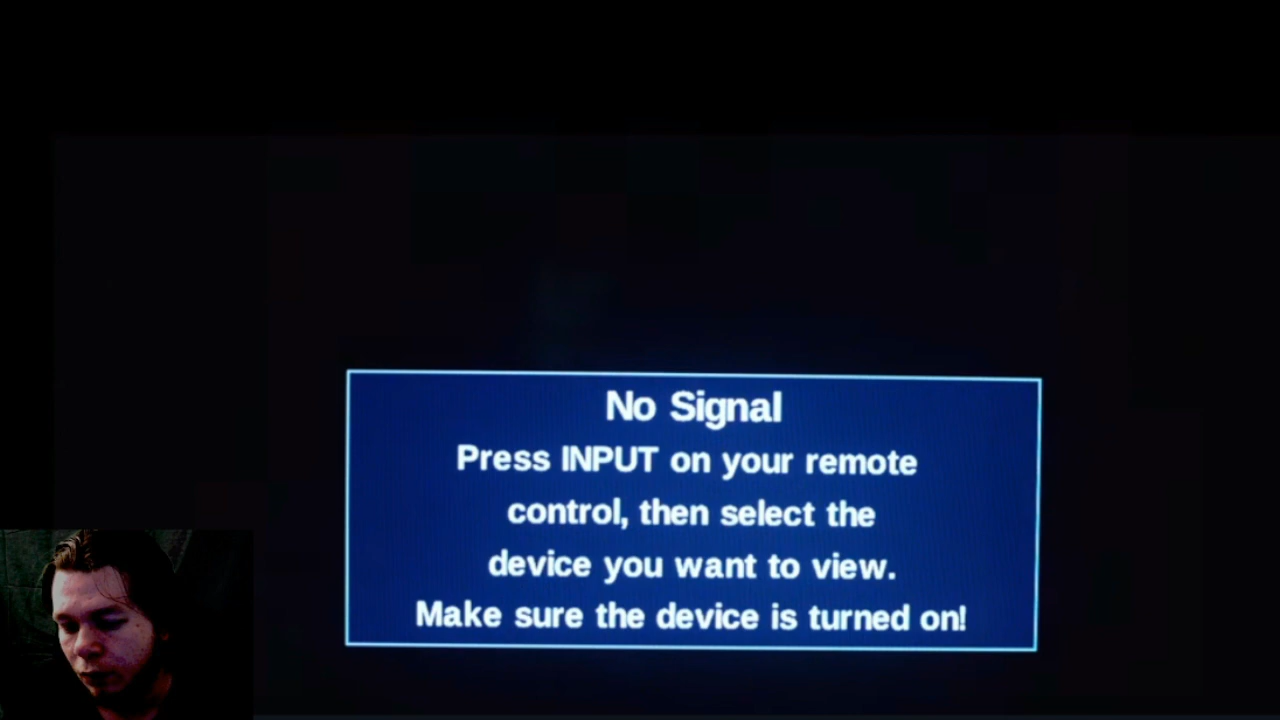 No Signal
Press INPUT on your remote
control, then select the
device you want to view.
Make sure the device is turned on!